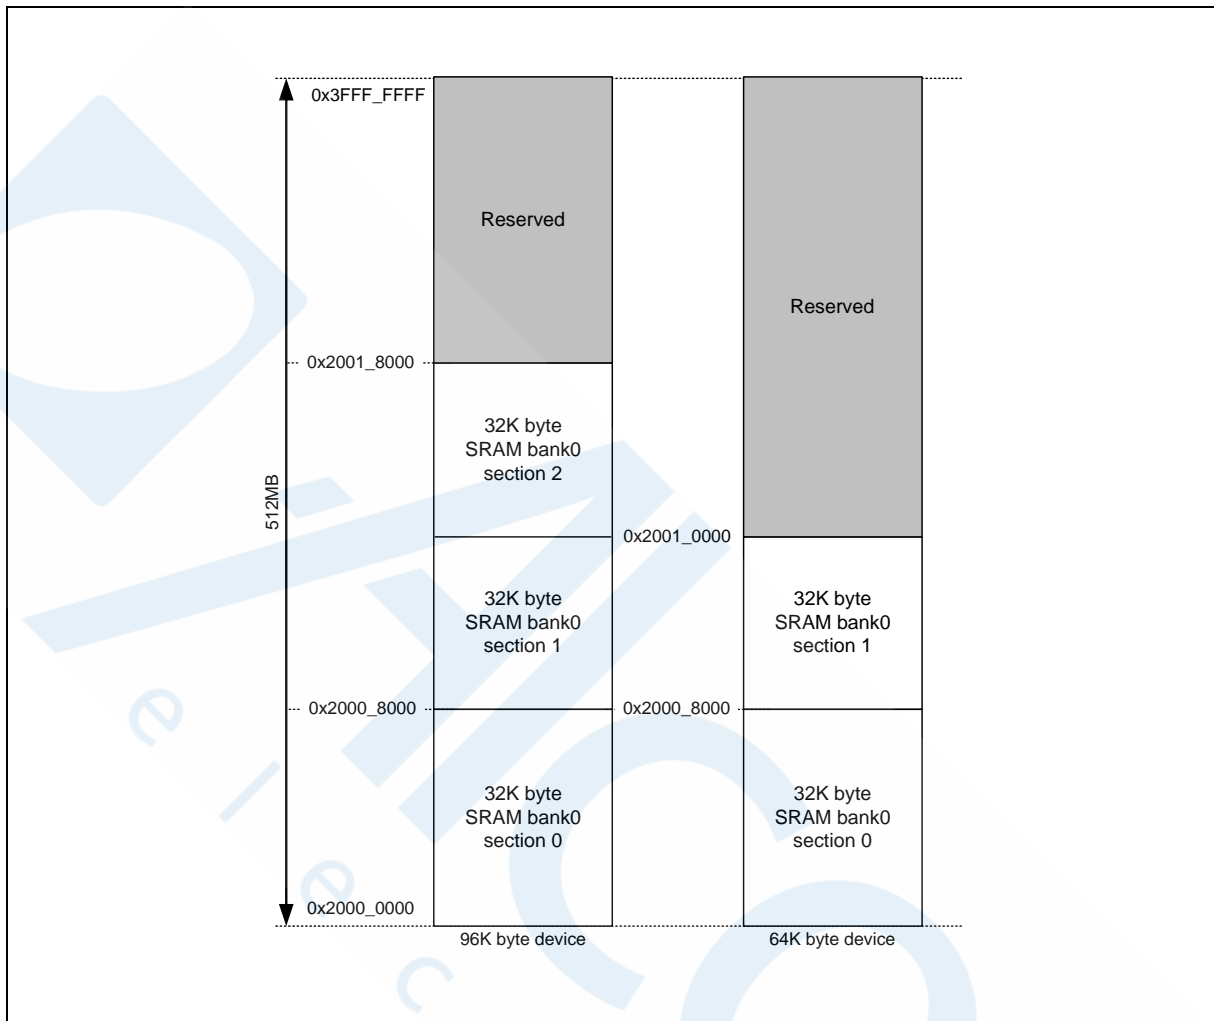 0x3FFF_FFFF
Reserved
Reserved
0x2001_8000
32K byte
SRAM bank0
section 2
512MB
0x2001_0000
32K byte
SRAM bank0
section 1
32K byte
SRAM bank0
section 1
0x2000_8000
0x2000_8000
32K byte
SRAM bank0
section 0
32K byte
SRAM bank0
section 0
0x2000_0000
96K byte device
64K byte device
e l e c